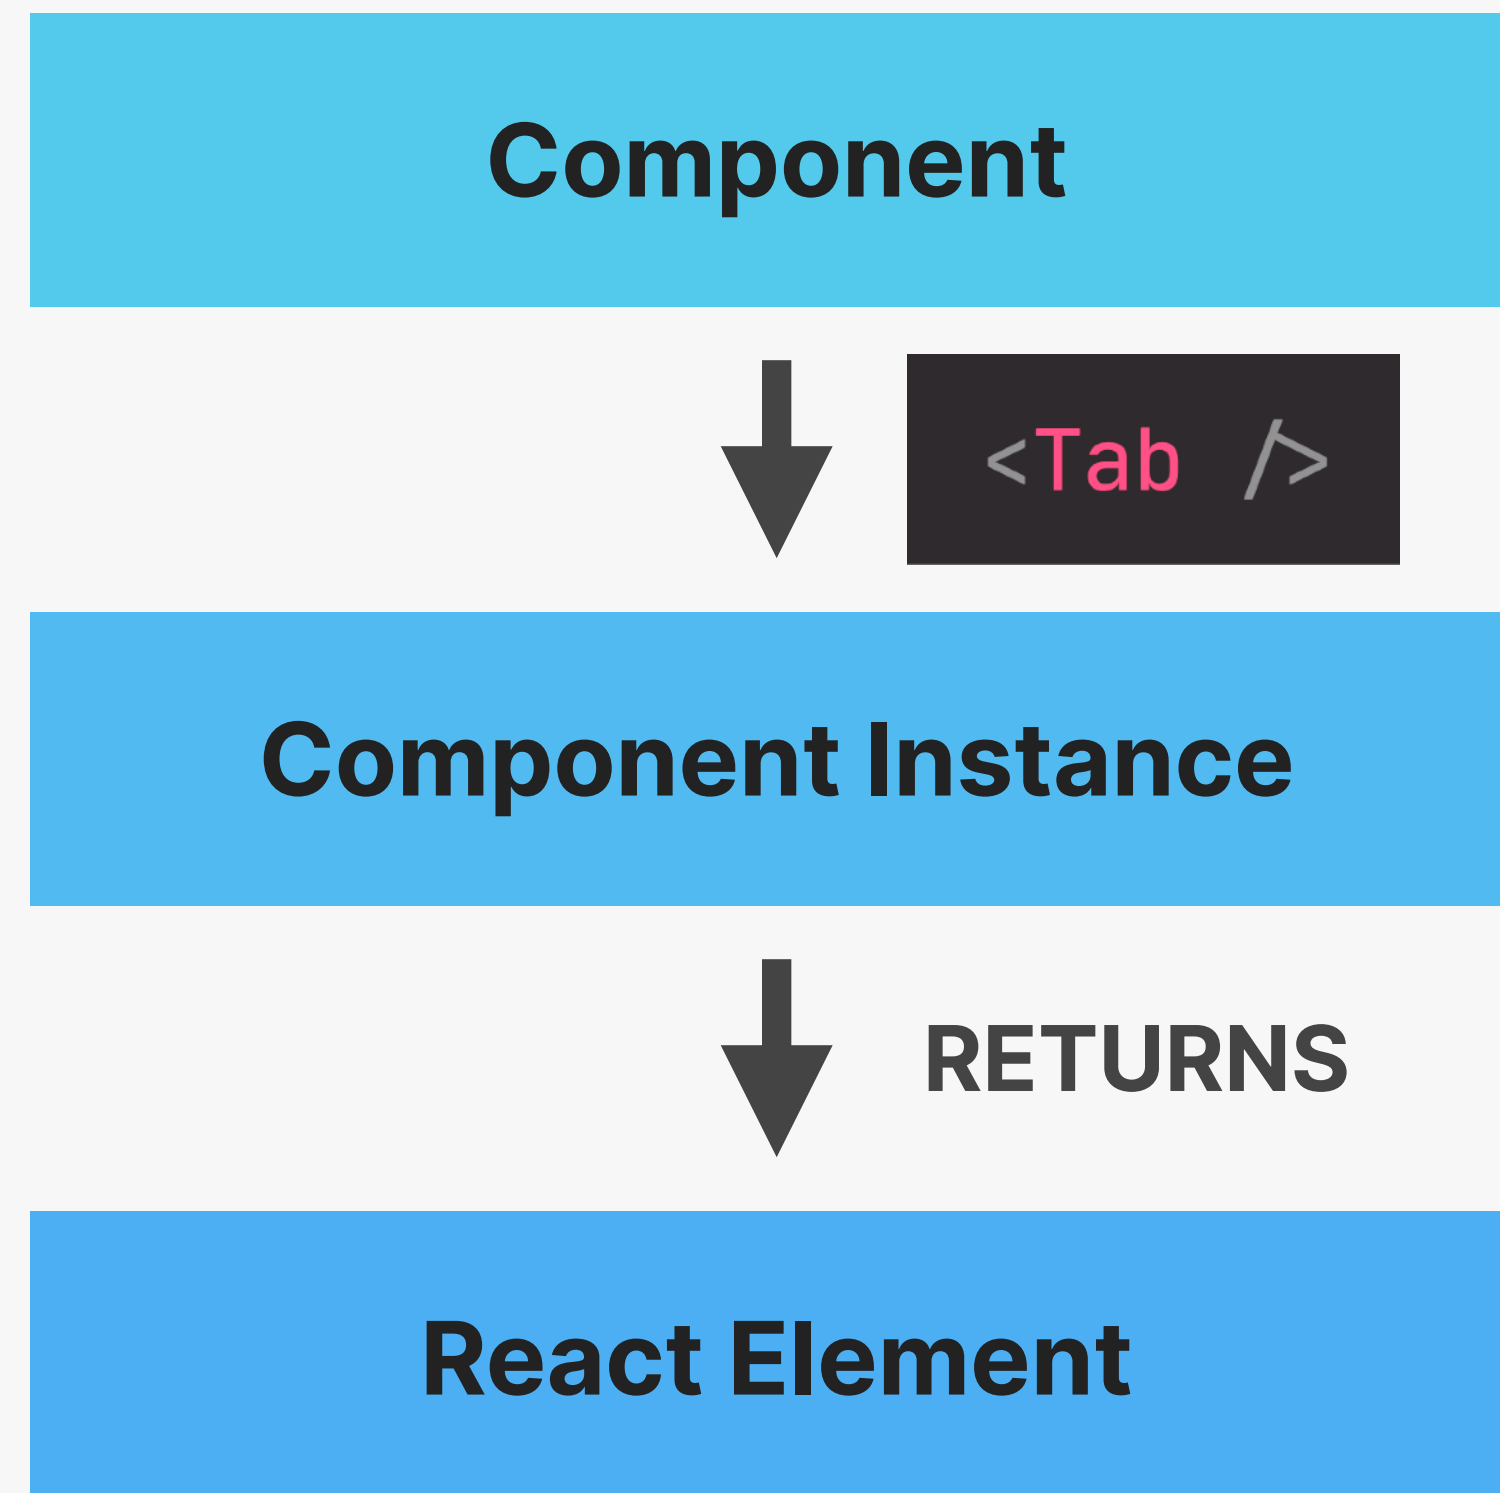 Component
<Tab />
Component Instance
RETURNS
React Element